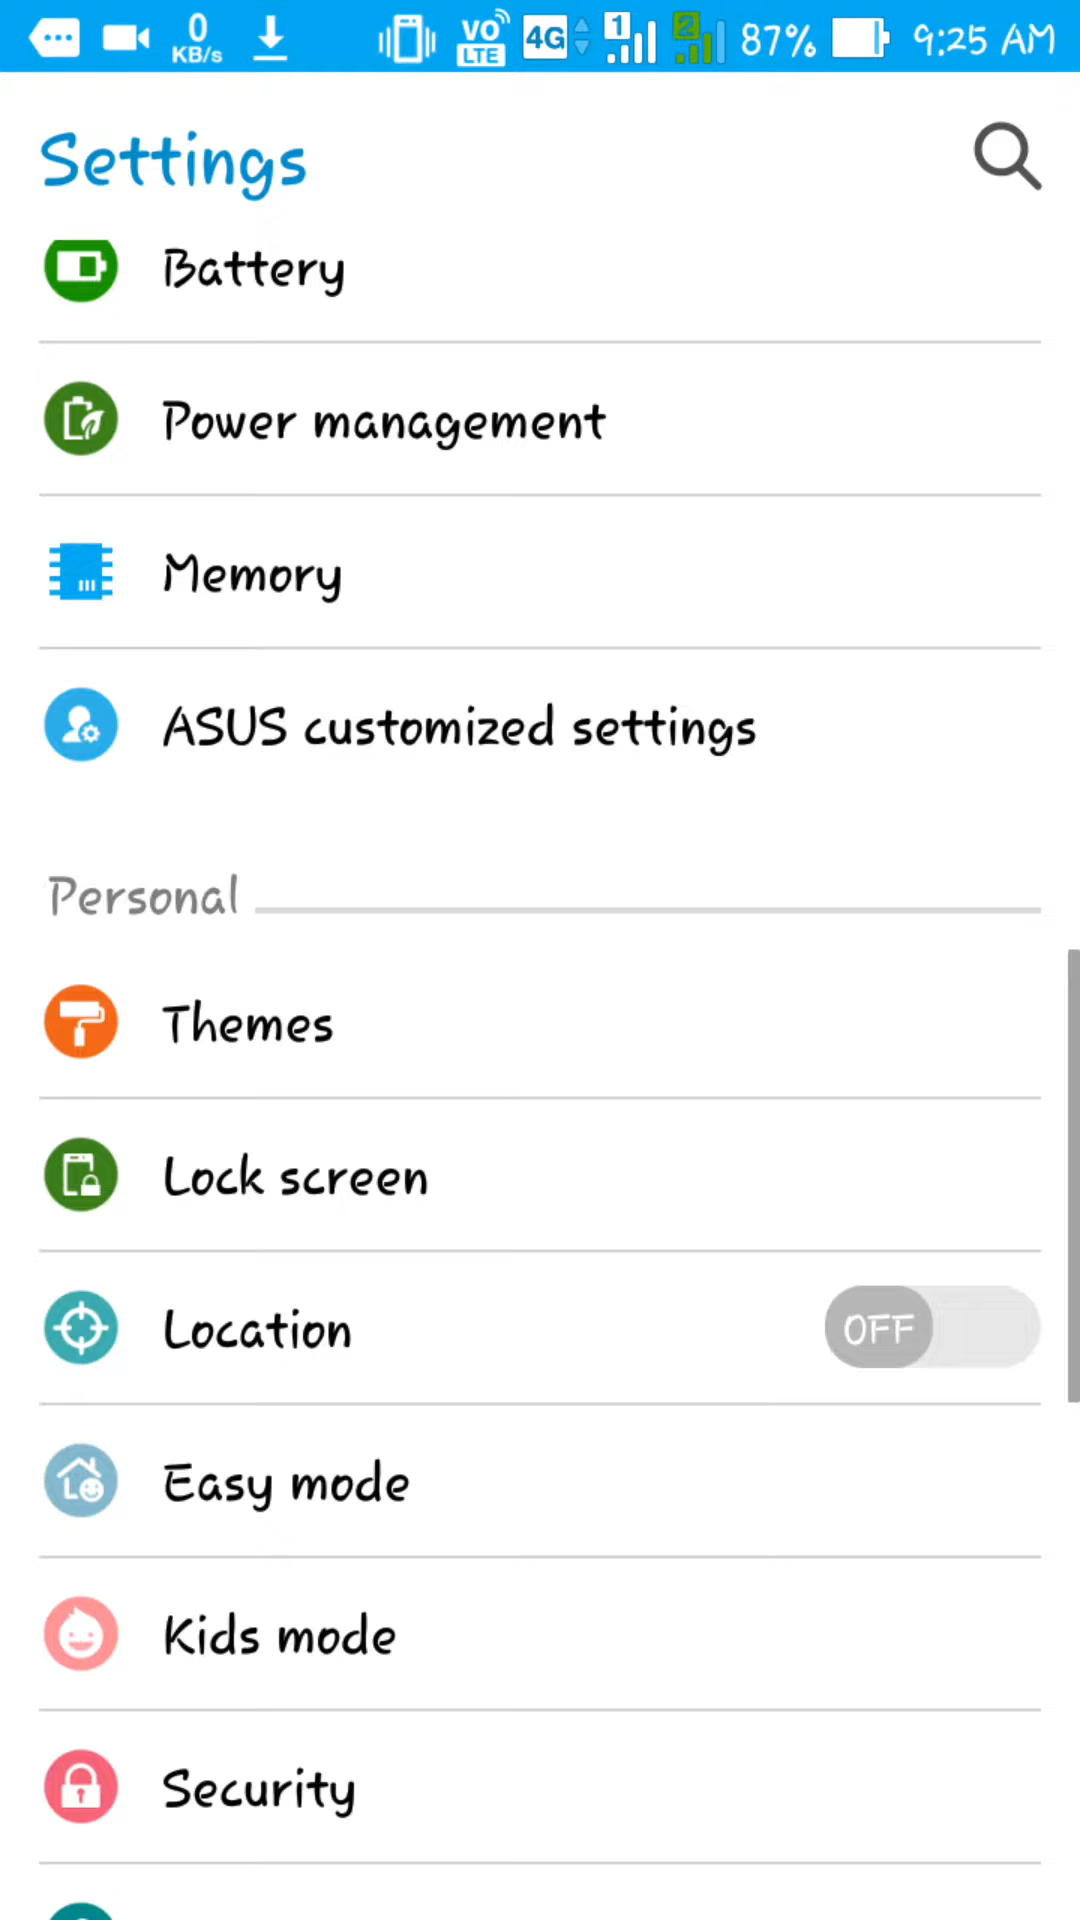 0 KB/s VO LTE 4G 1 2 87% 9:25 AM
Settings
Battery
Power management
Memory
ASUS customized settings
Personal
Themes
Lock screen
Location OFF
Easy mode
Kids mode
Security